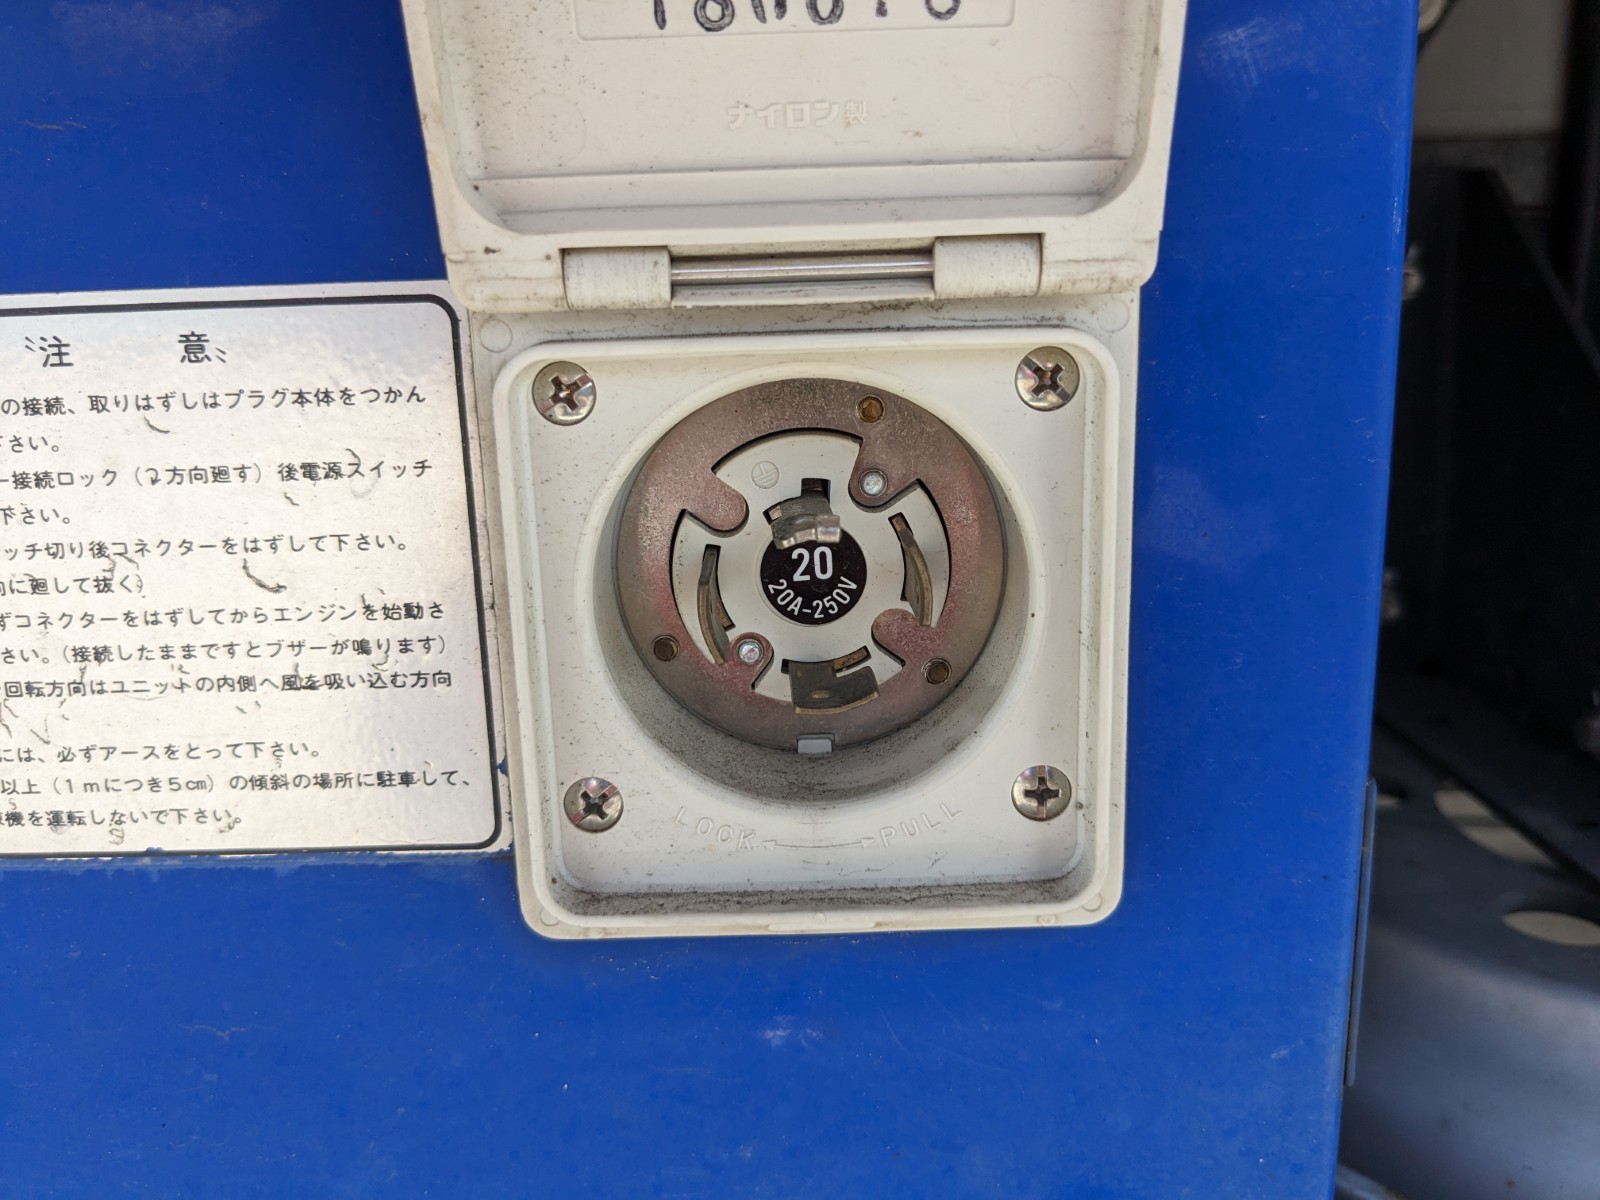 ナイロン製
注 意
の接続、取りはずしはプラグ本体をつかん
下さい。
ー接続ロック（2方向廻す）後電源スイッチ
下さい。
ッチ切り後コネクターをはずして下さい。
に廻して抜く）
ずコネクターをはずしてからエンジンを始動さ
さい。（接続したままですとブザーが鳴ります）
回転方向はユニットの内側へ風を吸い込む方向
には、必ずアースをとって下さい。
以上（1mにつき5cm）の傾斜の場所に駐車して、
機を運転しないで下さい。
20
20A-250V
LOCK PULL